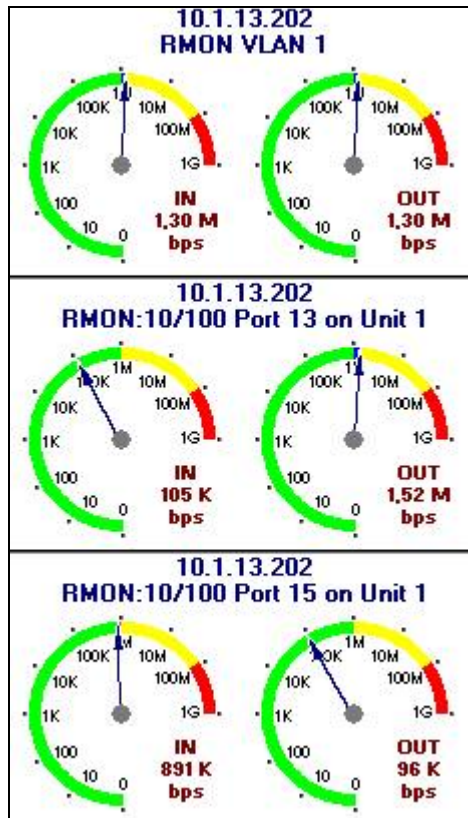 10.1.13.202
RMON VLAN 1
0 10 100 1K 10K 100K 1M 10M 100M 1G
IN
1,30 M
bps
0 10 100 1K 10K 100K 1M 10M 100M 1G
OUT
1,30 M
bps
10.1.13.202
RMON:10/100 Port 13 on Unit 1
0 10 100 1K 10K 100K 1M 10M 100M 1G
IN
105 K
bps
0 10 100 1K 10K 100K 1M 10M 100M 1G
OUT
1,52 M
bps
10.1.13.202
RMON:10/100 Port 15 on Unit 1
0 10 100 1K 10K 100K 1M 10M 100M 1G
IN
891 K
bps
0 10 100 1K 10K 100K 1M 10M 100M 1G
OUT
96 K
bps